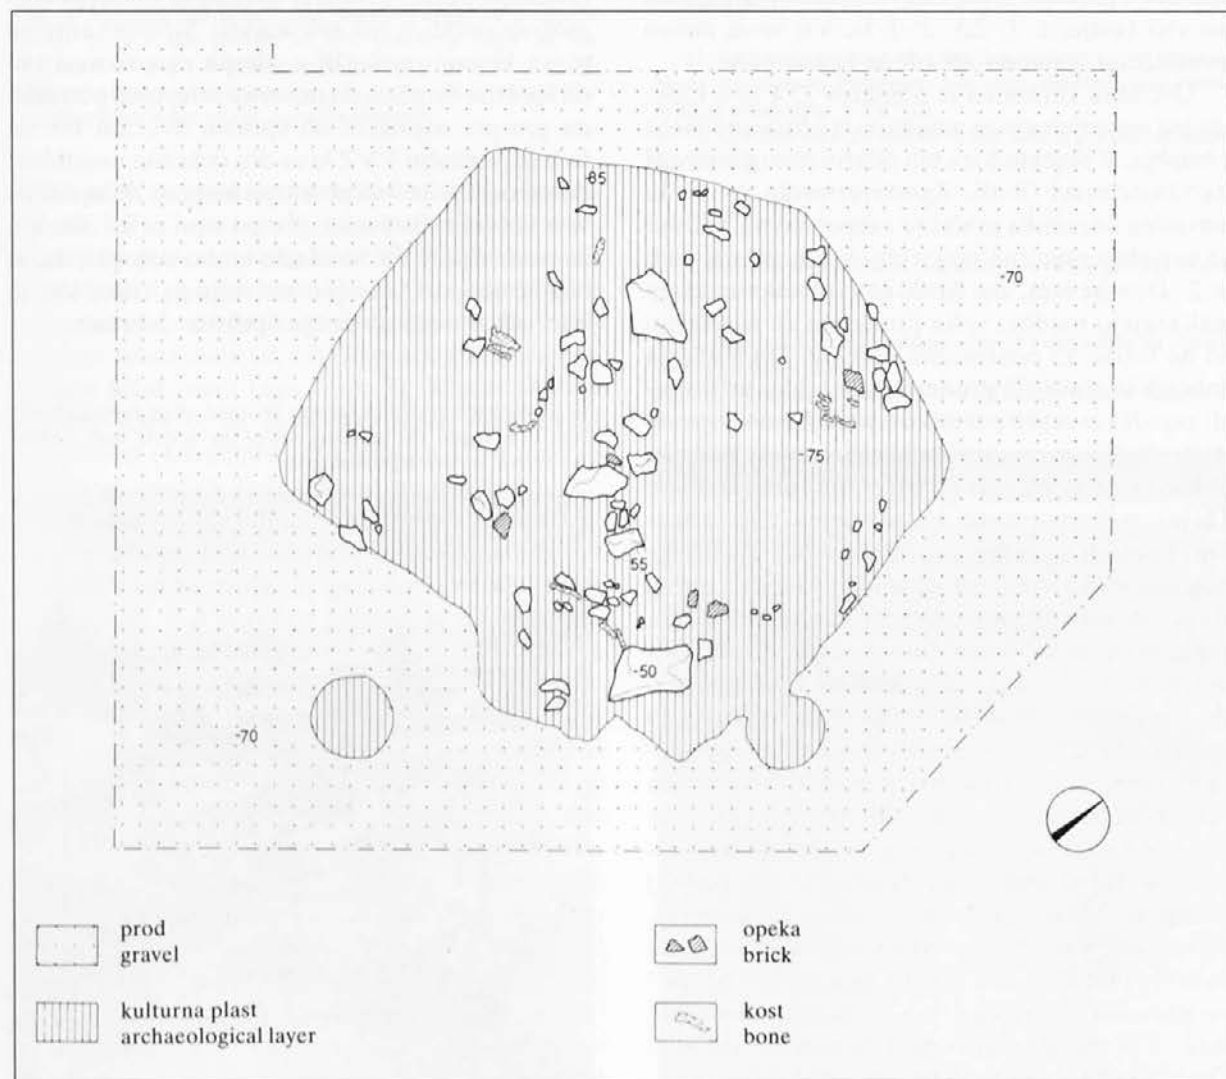 -85
-70
-75
55
-50
-70
prod
gravel
opeka
brick
kulturna plast
archaeological layer
kost
bone